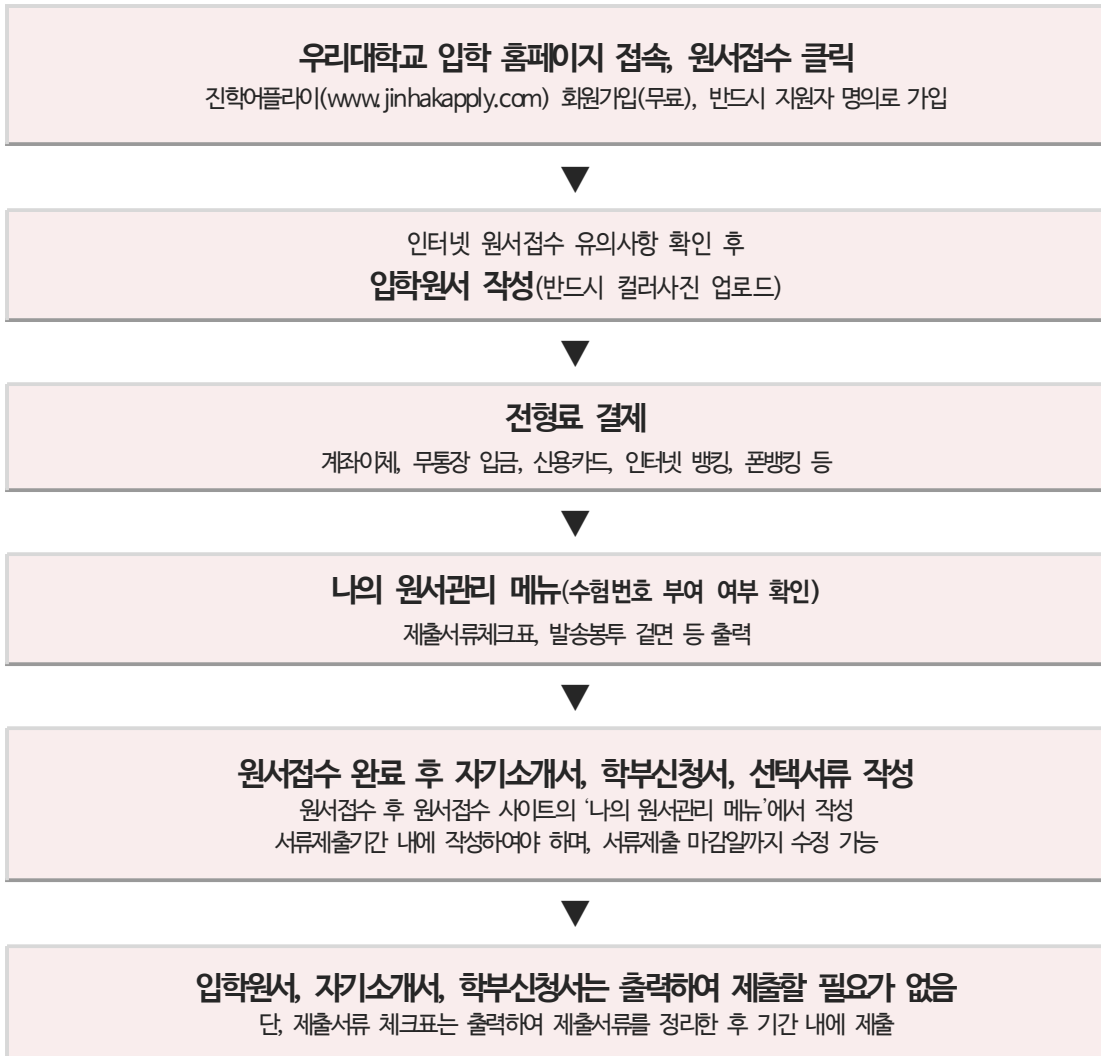 우리대학교 입학 홈페이지 접속, 원서접수 클릭
진학어플라이(www.jinhakapply.com) 회원가입(무료), 반드시 지원자 명의로 가입
▼
인터넷 원서접수 유의사항 확인 후
입학원서 작성(반드시 컬러사진 업로드)
▼
전형료 결제
계좌이체, 무통장 입금, 신용카드, 인터넷 뱅킹, 폰뱅킹 등
▼
나의 원서관리 메뉴(수험번호 부여 여부 확인)
제출서류체크표, 발송봉투 겉면 등 출력
▼
원서접수 완료 후 자기소개서, 학부신청서, 선택서류 작성
원서접수 후 원서접수 사이트의 ‘나의 원서관리 메뉴’에서 작성
서류제출기간 내에 작성하여야 하며, 서류제출 마감일까지 수정 가능
▼
입학원서, 자기소개서, 학부신청서는 출력하여 제출할 필요가 없음
단, 제출서류 체크표는 출력하여 제출서류를 정리한 후 기간 내에 제출